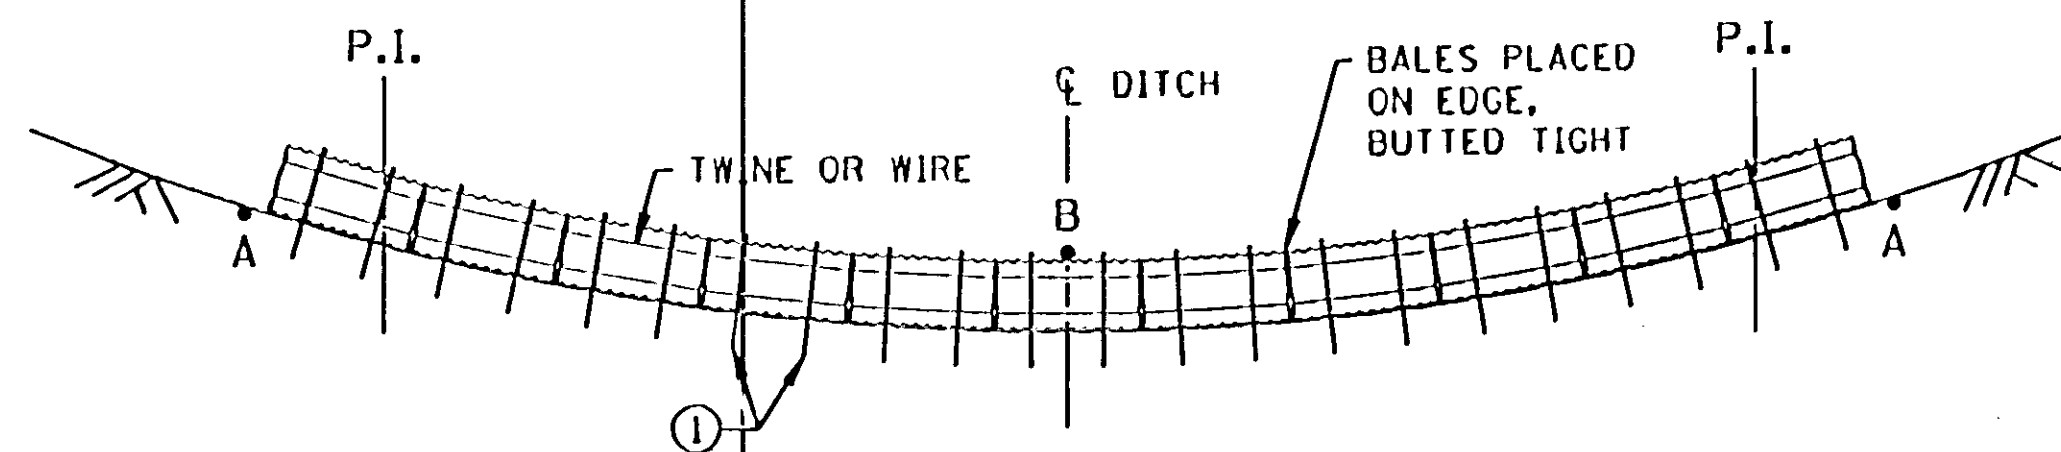 P.I.
℄ DITCH
BALES PLACED
ON EDGE,
BUTTED TIGHT
P.I.
TWINE OR WIRE
A
B
A
1